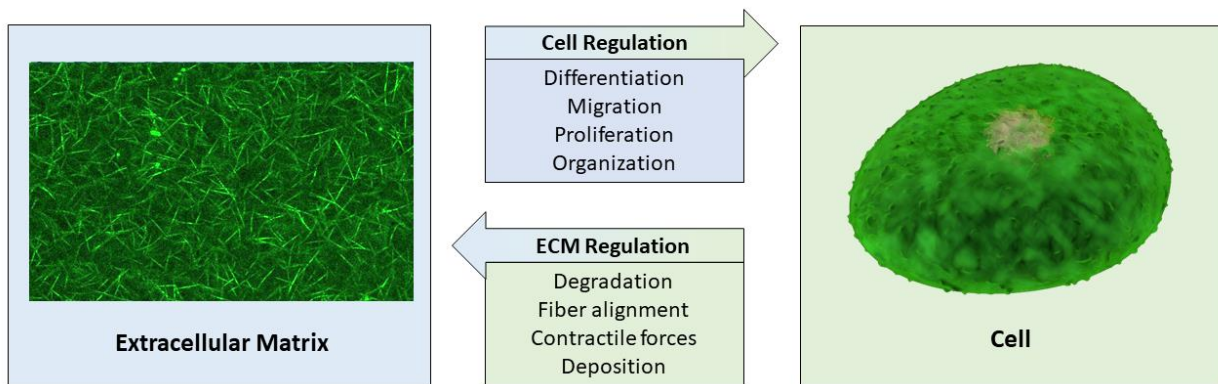 Cell Regulation
Differentiation
Migration
Proliferation
Organization
ECM Regulation
Degradation
Fiber alignment
Contractile forces
Deposition
Extracellular Matrix
Cell